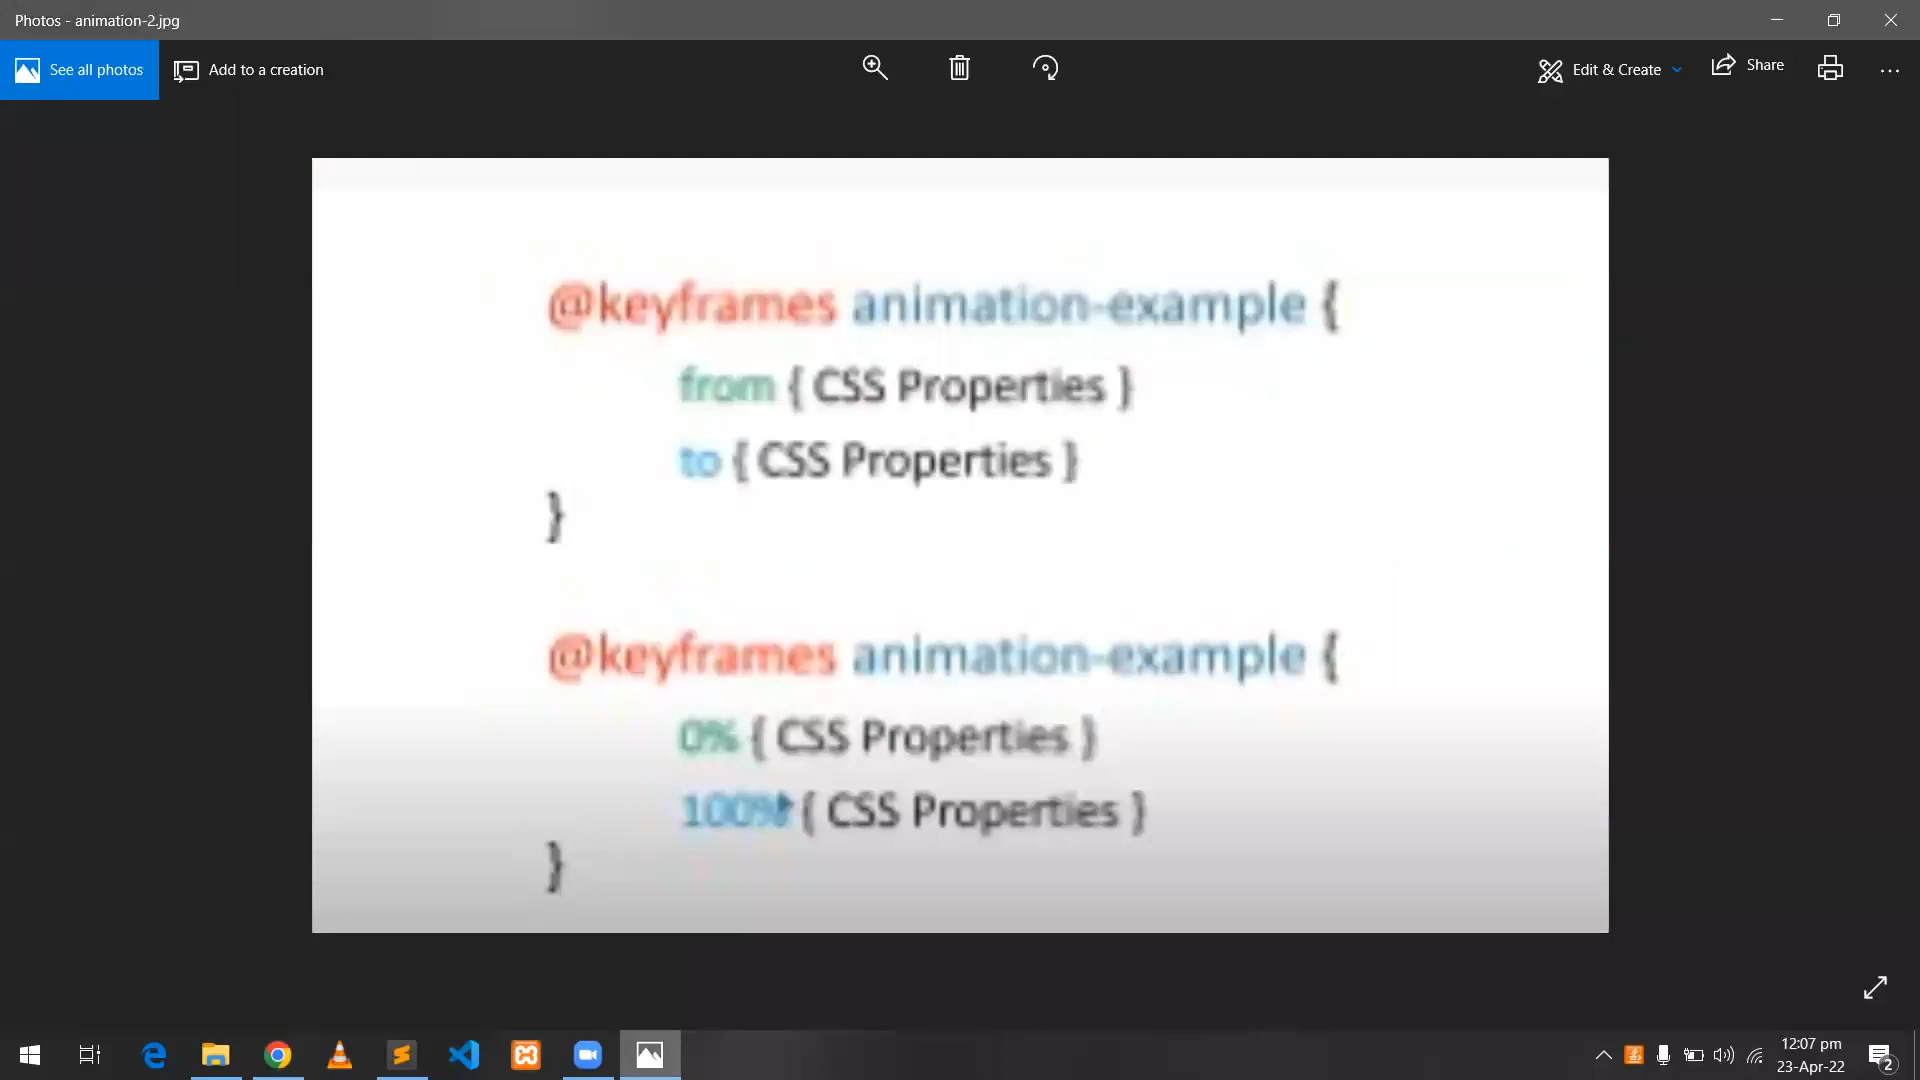 Photos - animation-2.jpg
See all photos
Add to a creation
Edit & Create
Share
@keyframes animation-example {
from { CSS Properties }
to { CSS Properties }
}
@keyframes animation-example {
0% { CSS Properties }
100% { CSS Properties }
}
12:07 pm
23-Apr-22
2